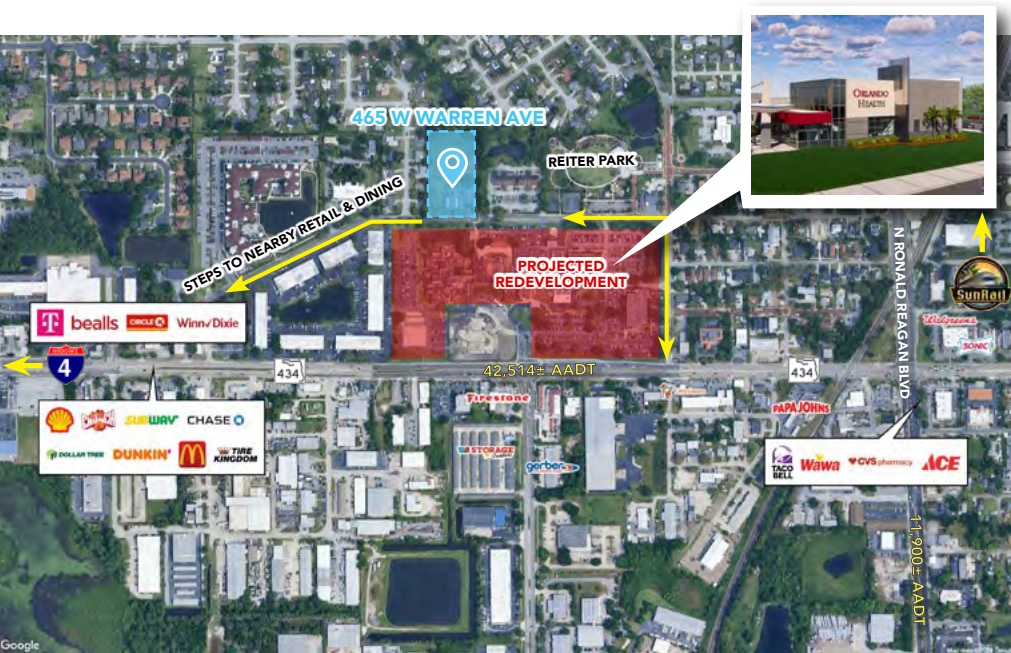 ORLANDO
HEALTH
465 W WARREN AVE
REITER PARK
STEPS TO NEARBY RETAIL & DINING
PROJECTED
REDEVELOPMENT
N RONALD REAGAN BLVD
SunRail
T bealls CIRCLE K Winn Dixie
Walgreens
SONIC
INTERSTATE
4
434
42,514± AADT
434
Firestone
PAPA JOHNS
SUBWAY CHASE
DOLLAR TREE DUNKIN' M TIRE
KINGDOM
STORAGE
gerber
TACO
BELL
Wawa
CVS pharmacy
ACE
11,900± AADT
Google